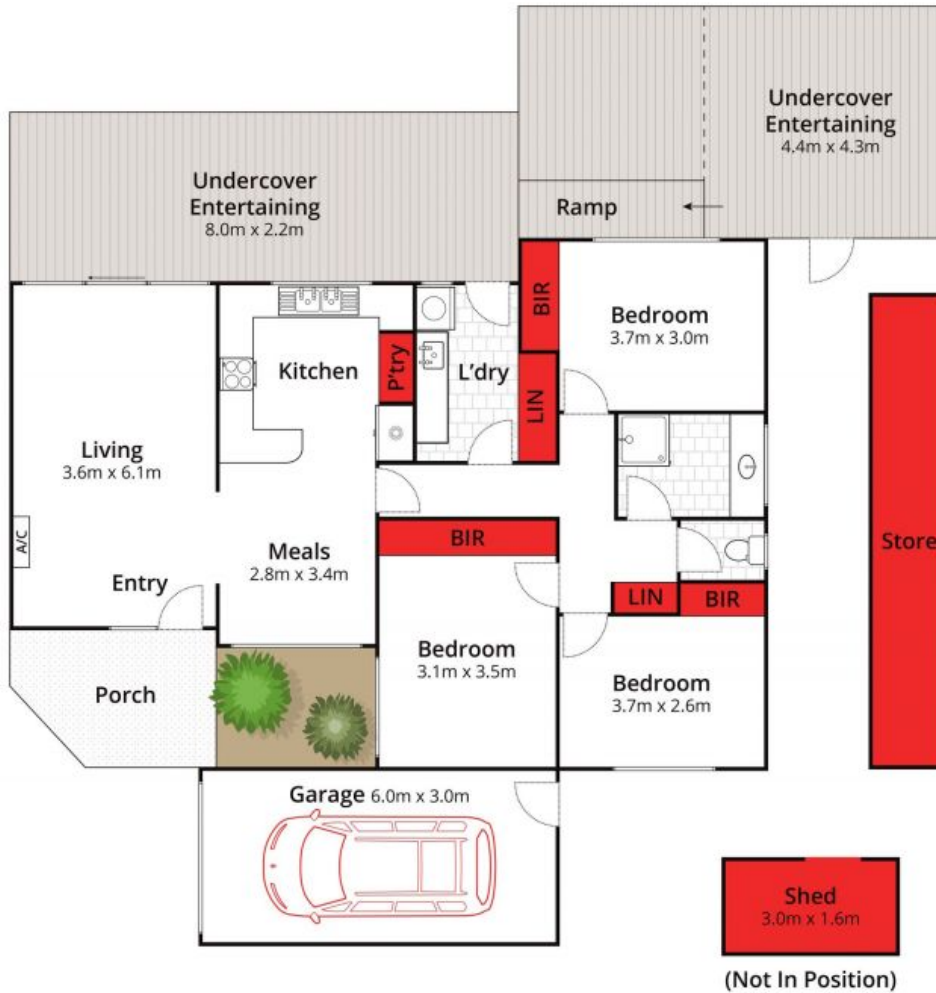 Undercover
Entertaining
4.4m x 4.3m
Undercover
Entertaining
8.0m x 2.2m
Ramp
BIR
Bedroom
3.7m x 3.0m
Kitchen
P'try
L'dry
LIN
Living
3.6m x 6.1m
A/C
Entry
Meals
2.8m x 3.4m
BIR
Store
LIN
BIR
Bedroom
3.1m x 3.5m
Bedroom
3.7m x 2.6m
Porch
Garage 6.0m x 3.0m
Shed
3.0m x 1.6m
(Not In Position)